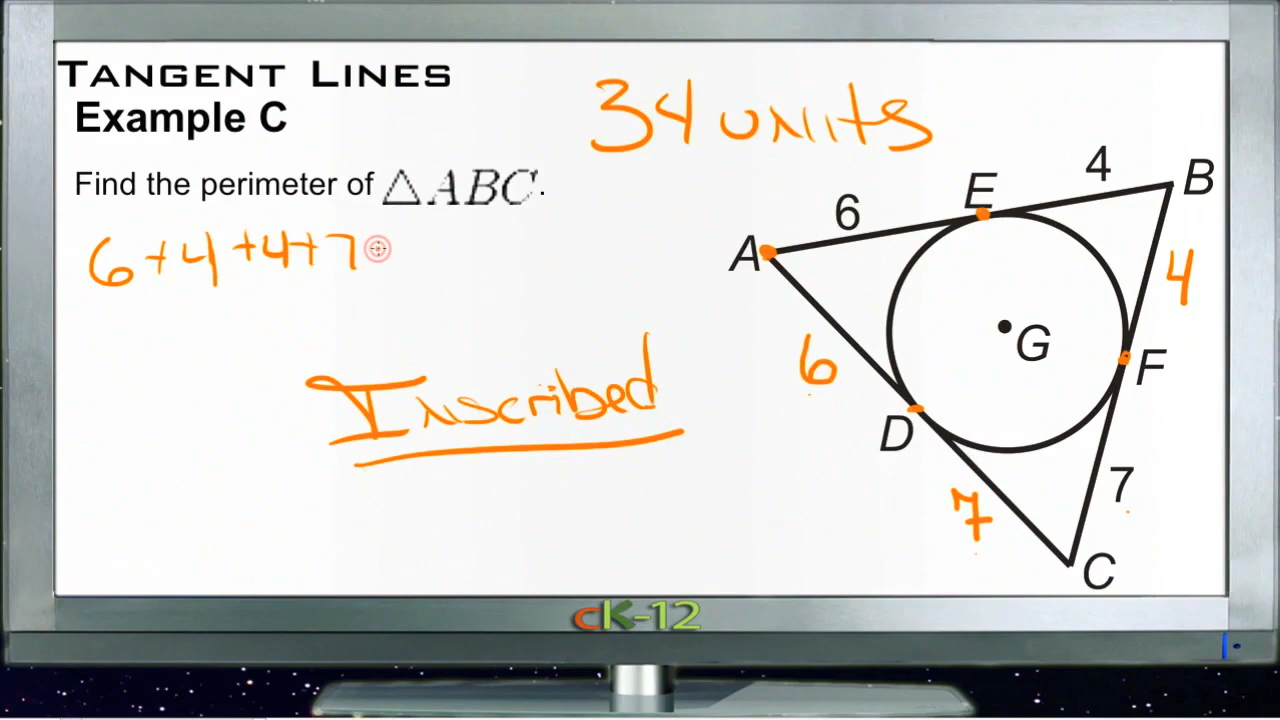 TANGENT LINES
Example C
34 units
Find the perimeter of △ABC.
6+4+4+7
Inscribed
A
6
E
4
B
4
F
G
6
D
7
7
C
cK-12